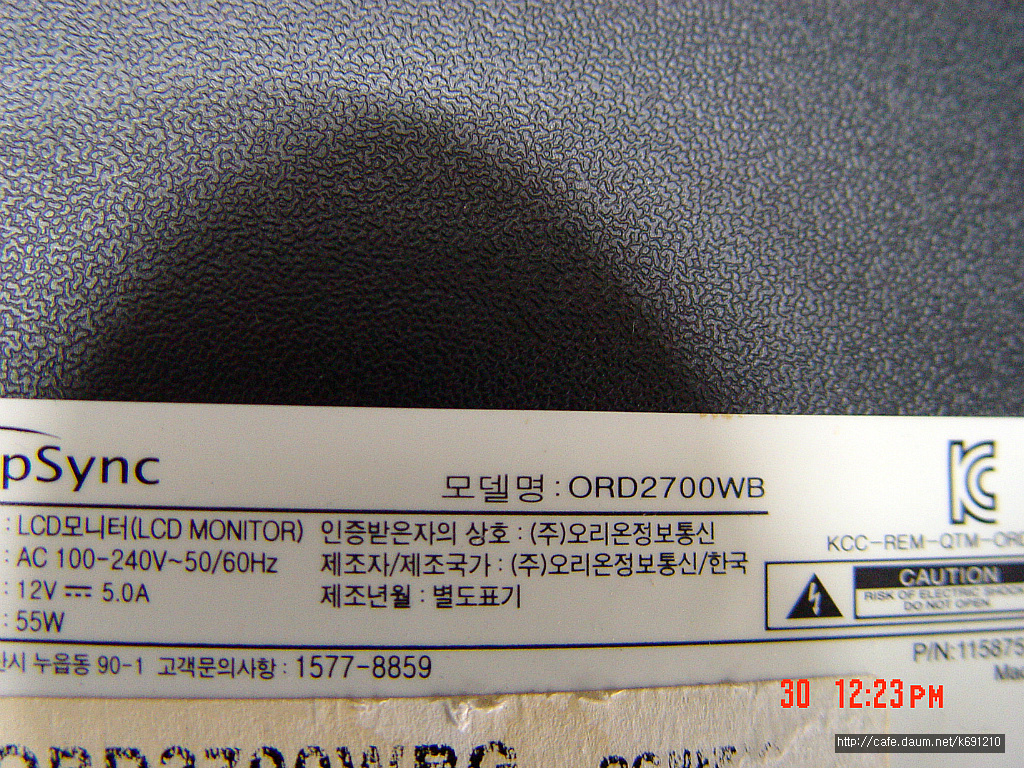 pSync
모델명 : ORD2700WB
: LCD모니터(LCD MONITOR) 인증받은자의 상호 : (주)오리온정보통신
: AC 100-240V~50/60Hz 제조자/제조국가 : (주)오리온정보통신/한국
: 12V 5.0A 제조년월 : 별도표기
: 55W
KCC-REM-QTM-ORD
CAUTION
RISK OF ELECTRIC SHOCK
DO NOT OPEN
산시 누읍동 90-1 고객문의사항 : 1577-8859
P/N:115875
Mad
30 12:23PM
ORD2700WBG
http://cafe.daum.net/k691210